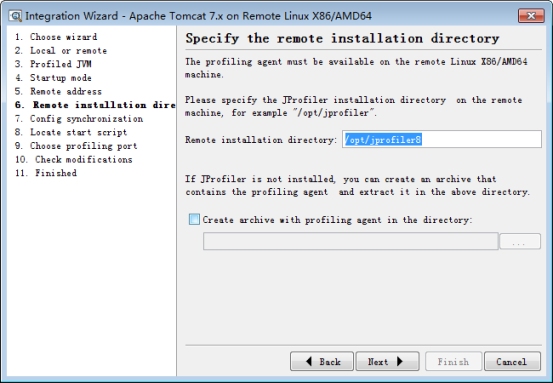 Integration Wizard - Apache Tomcat 7.x on Remote Linux X86/AMD64
1. Choose wizard
2. Local or remote
3. Profiled JVM
4. Startup mode
5. Remote address
6. Remote installation dire
7. Config synchronization
8. Locate start script
9. Choose profiling port
10. Check modifications
11. Finished
Specify the remote installation directory
The profiling agent must be available on the remote Linux X86/AMD64
machine.
Please specify the JProfiler installation directory on the remote
machine, for example "/opt/jprofiler".
Remote installation directory: /opt/jprofiler8
If JProfiler is not installed, you can create an archive that
contains the profiling agent and extract it in the above directory.
Create archive with profiling agent in the directory:
...
Back Next Finish Cancel